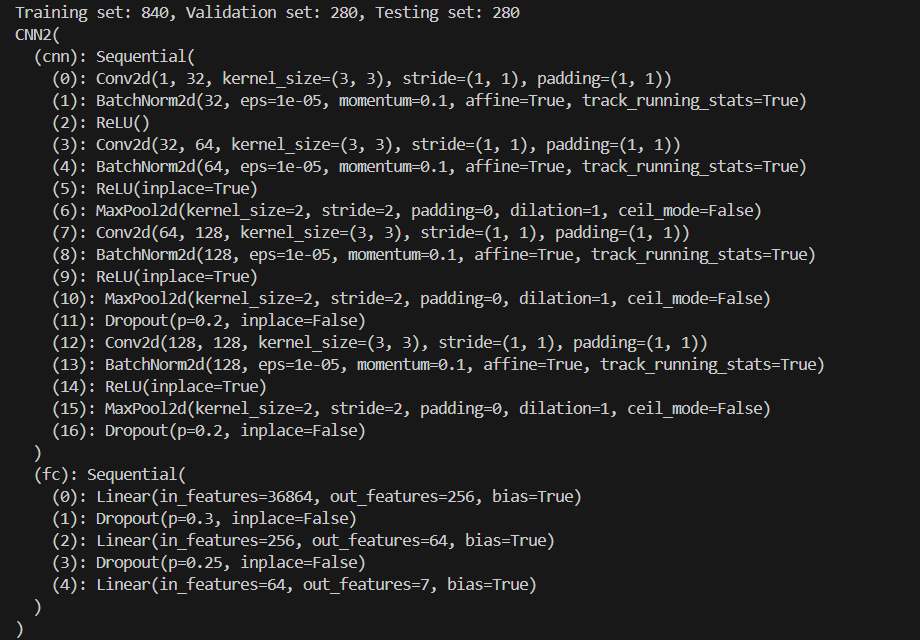 Training set: 840, Validation set: 280, Testing set: 280
CNN2(
  (cnn): Sequential(
    (0): Conv2d(1, 32, kernel_size=(3, 3), stride=(1, 1), padding=(1, 1))
    (1): BatchNorm2d(32, eps=1e-05, momentum=0.1, affine=True, track_running_stats=True)
    (2): ReLU()
    (3): Conv2d(32, 64, kernel_size=(3, 3), stride=(1, 1), padding=(1, 1))
    (4): BatchNorm2d(64, eps=1e-05, momentum=0.1, affine=True, track_running_stats=True)
    (5): ReLU(inplace=True)
    (6): MaxPool2d(kernel_size=2, stride=2, padding=0, dilation=1, ceil_mode=False)
    (7): Conv2d(64, 128, kernel_size=(3, 3), stride=(1, 1), padding=(1, 1))
    (8): BatchNorm2d(128, eps=1e-05, momentum=0.1, affine=True, track_running_stats=True)
    (9): ReLU(inplace=True)
    (10): MaxPool2d(kernel_size=2, stride=2, padding=0, dilation=1, ceil_mode=False)
    (11): Dropout(p=0.2, inplace=False)
    (12): Conv2d(128, 128, kernel_size=(3, 3), stride=(1, 1), padding=(1, 1))
    (13): BatchNorm2d(128, eps=1e-05, momentum=0.1, affine=True, track_running_stats=True)
    (14): ReLU(inplace=True)
    (15): MaxPool2d(kernel_size=2, stride=2, padding=0, dilation=1, ceil_mode=False)
    (16): Dropout(p=0.2, inplace=False)
  )
  (fc): Sequential(
    (0): Linear(in_features=36864, out_features=256, bias=True)
    (1): Dropout(p=0.3, inplace=False)
    (2): Linear(in_features=256, out_features=64, bias=True)
    (3): Dropout(p=0.25, inplace=False)
    (4): Linear(in_features=64, out_features=7, bias=True)
  )
)